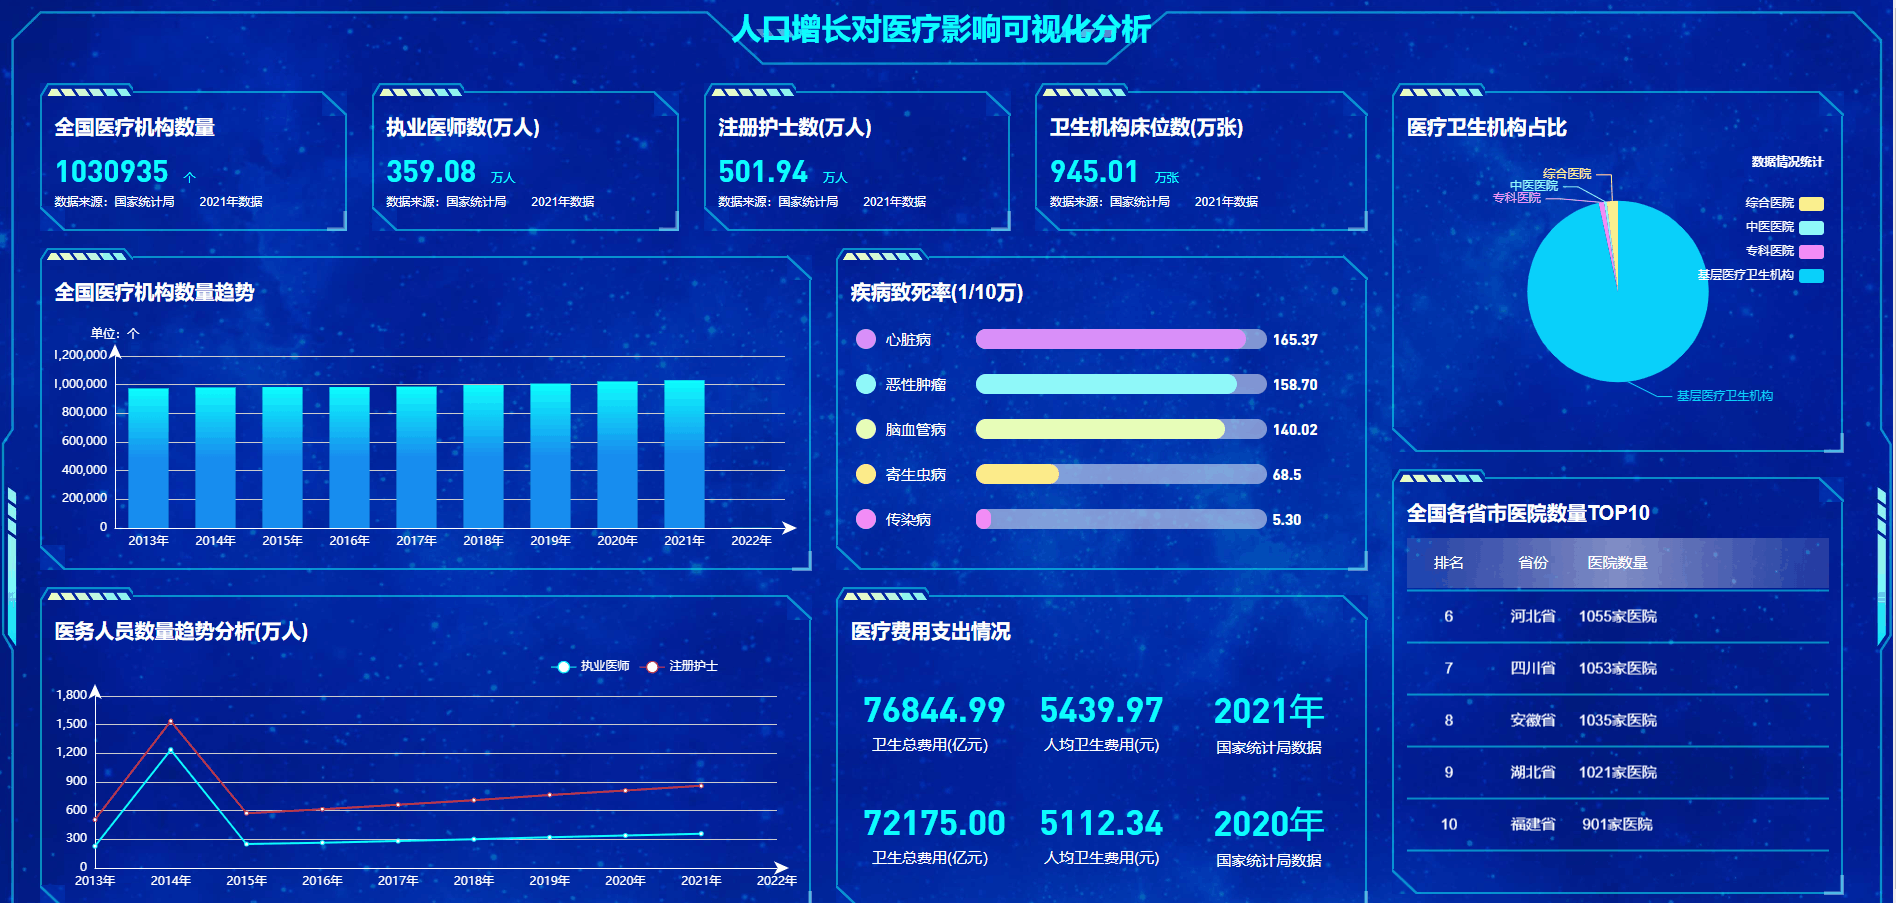 人口增长对医疗影响可视化分析
全国医疗机构数量
1030935 个
数据来源：国家统计局 2021年数据
执业医师数(万人)
359.08 万人
数据来源：国家统计局 2021年数据
注册护士数(万人)
501.94 万人
数据来源：国家统计局 2021年数据
卫生机构床位数(万张)
945.01 万张
数据来源：国家统计局 2021年数据
医疗卫生机构占比
数据情况统计
综合医院
中医医院
专科医院
基层医疗卫生机构
综合医院
中医医院
专科医院
基层医疗卫生机构
全国医疗机构数量趋势
单位：个
1,200,000
1,000,000
800,000
600,000
400,000
200,000
0
2013年 2014年 2015年 2016年 2017年 2018年 2019年 2020年 2021年 2022年
疾病致死率(1/10万)
心脏病 165.37
恶性肿瘤 158.70
脑血管病 140.02
寄生虫病 68.5
传染病 5.30
全国各省市医院数量TOP10
排名 省份 医院数量
6 河北省 1055家医院
7 四川省 1053家医院
8 安徽省 1035家医院
9 湖北省 1021家医院
10 福建省 901家医院
医务人员数量趋势分析(万人)
执业医师 注册护士
1,800
1,500
1,200
900
600
300
0
2013年 2014年 2015年 2016年 2017年 2018年 2019年 2020年 2021年 2022年
医疗费用支出情况
76844.99 5439.97 2021年
卫生总费用(亿元) 人均卫生费用(元) 国家统计局数据
72175.00 5112.34 2020年
卫生总费用(亿元) 人均卫生费用(元) 国家统计局数据